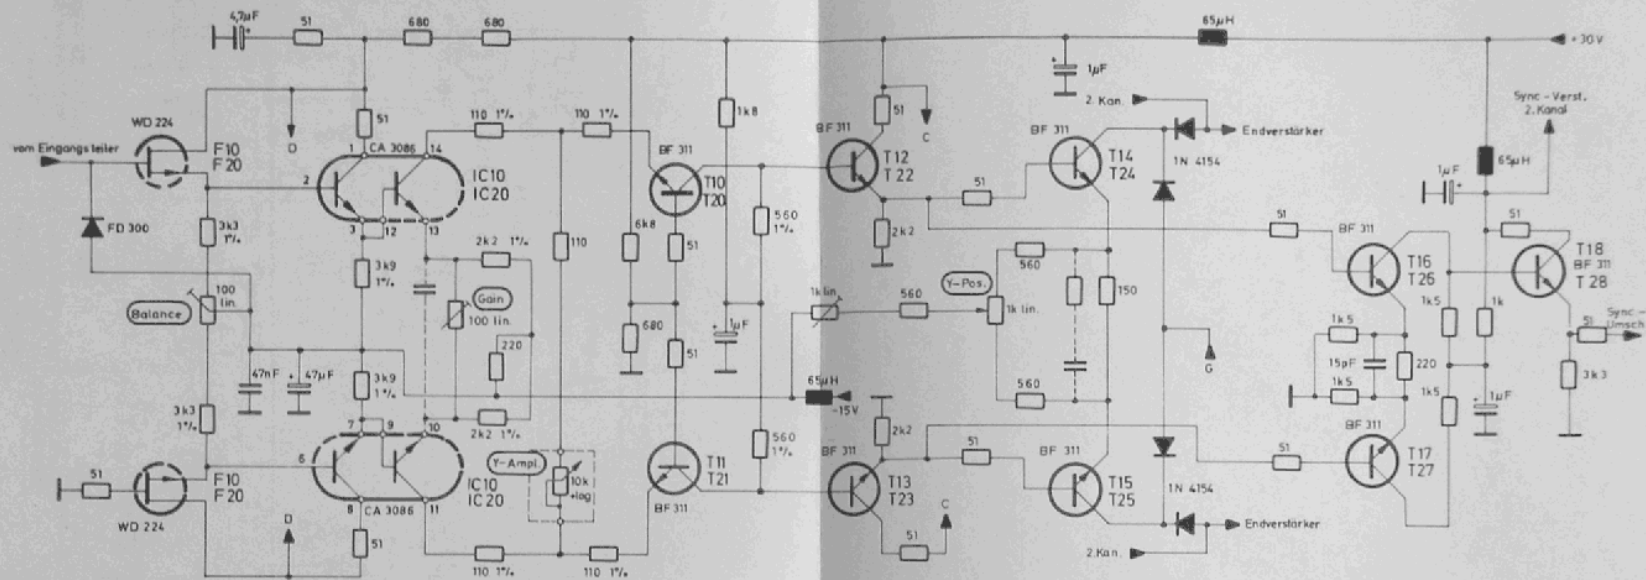 4,7µF
51
680
680
65µH
+30V
1µF
2. Kan.
Endverstärker
Sync - Verst.
2. Kanal
WD 224
F10
F20
vom Eingangsteiler
51
D
110 1%
110 1%
1k8
51
C
BF 311
BF 311
1N 4154
65µH
1µF
1
CA 3086
14
IC10
IC20
2
3
12
13
BF 311
T10
T20
T12
T22
T14
T24
FD 300
3k3
1%
3k9
1%
2k2 1%
110
6k8
51
560
1%
2k2
51
51
BF 311
T16
T26
51
T18
BF 311
T28
100
lin.
Balance
Gain
100 lin.
220
680
51
1µF
1k lin.
560
Y-Pos.
560
1k lin.
150
1k5
1k
1k5
15pF
1k5
220
1k5
51
Sync -
Umsch.
3k3
1µF
47nF
47µF
3k9
1%
65µH
-15V
560
G
3k3
1%
7
9
10
2k2 1%
560
1%
2k2
51
51
BF 311
T17
T27
51
6
F10
F20
WD 224
IC10
IC20
8
CA 3086
11
Y-Ampl.
10k
+log
T11
T21
BF 311
BF 311
T13
T23
BF 311
T15
T25
1N 4154
D
51
110 1%
110 1%
51
C
2.Kan.
Endverstärker